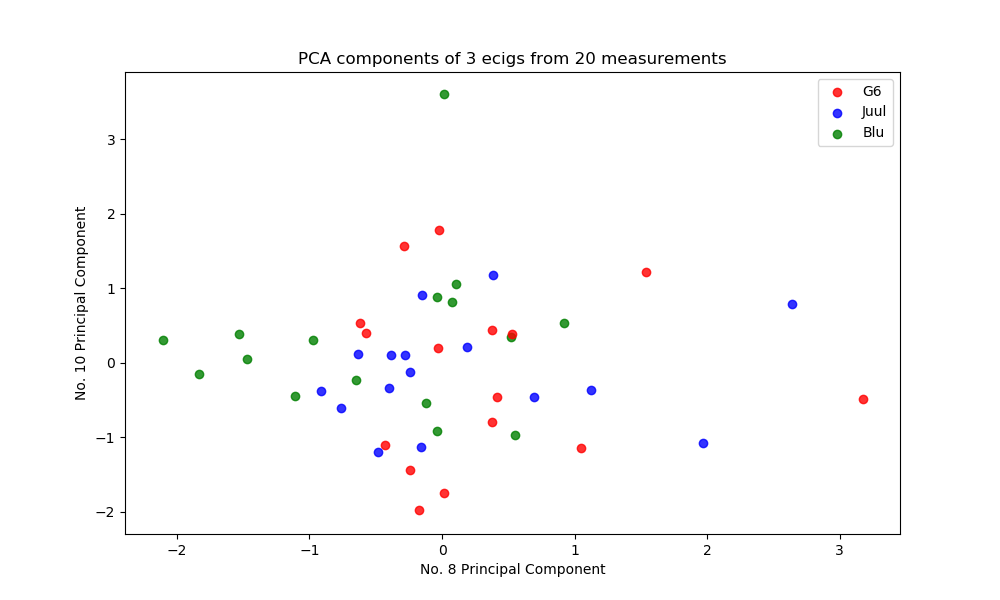 PCA components of 3 ecigs from 20 measurements
G6
Juul
Blu
No. 10 Principal Component
3
2
1
0
−1
−2
−2
−1
0
1
2
3
No. 8 Principal Component